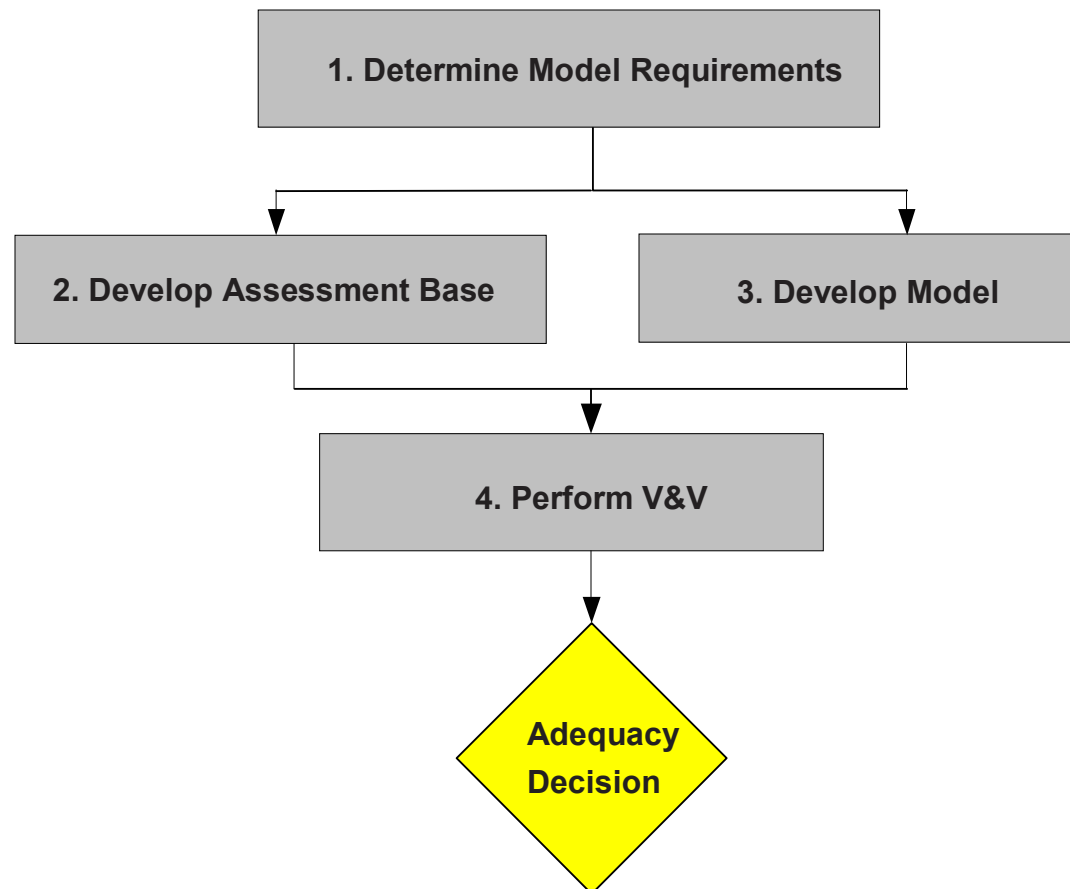 1. Determine Model Requirements
2. Develop Assessment Base
3. Develop Model
4. Perform V&V
Adequacy
Decision